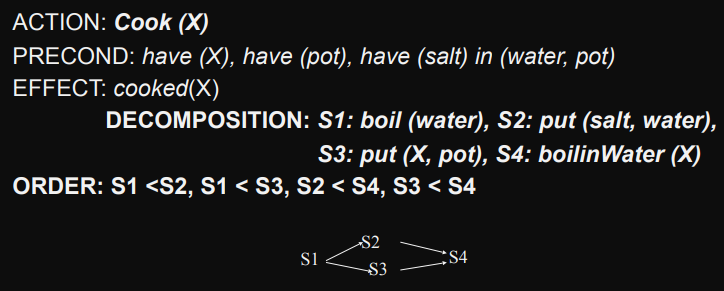 ACTION: Cook (X)
PRECOND: have (X), have (pot), have (salt) in (water, pot)
EFFECT: cooked(X)
DECOMPOSITION: S1: boil (water), S2: put (salt, water),
S3: put (X, pot), S4: boilinWater (X)
ORDER: S1 <S2, S1 < S3, S2 < S4, S3 < S4
S2
S1 S4
S3